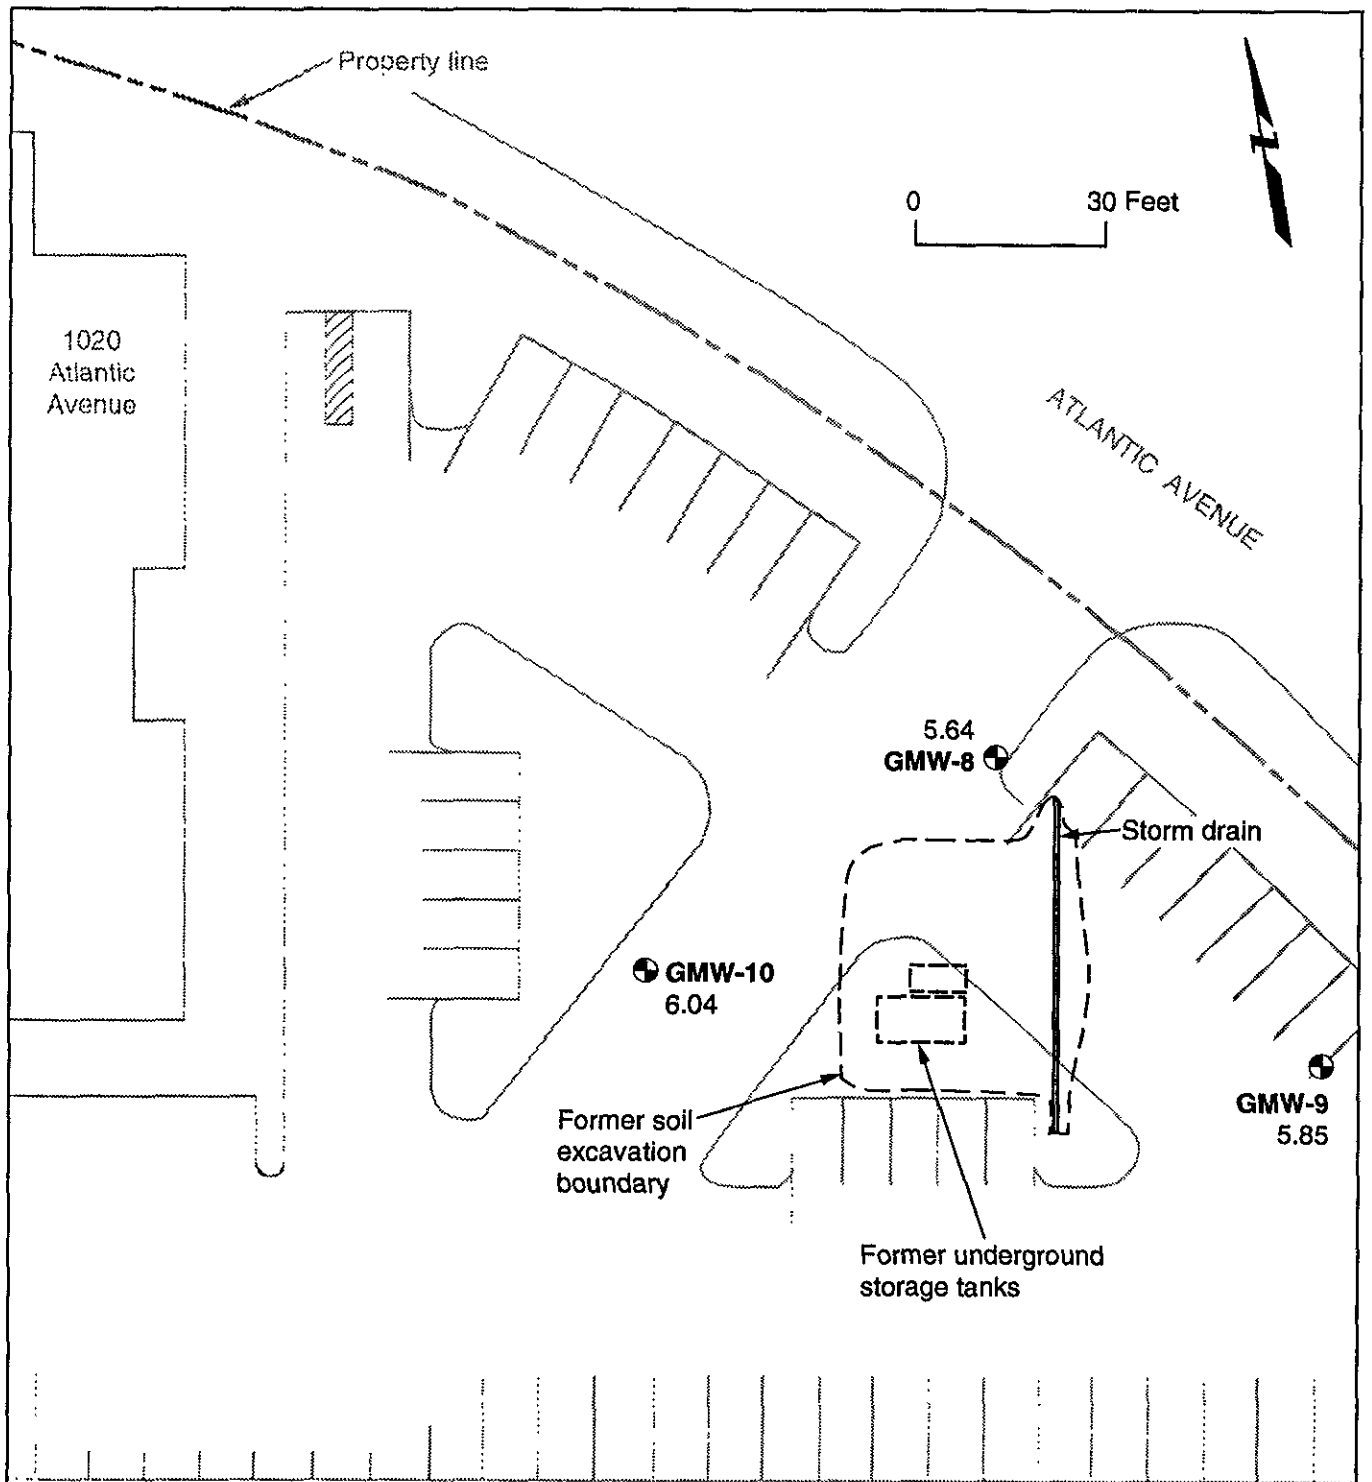 Property line
0 30 Feet
1020
Atlantic
Avenue
ATLANTIC AVENUE
5.64
GMW-8
Storm drain
GMW-10
6.04
GMW-9
5.85
Former soil
excavation
boundary
Former underground
storage tanks